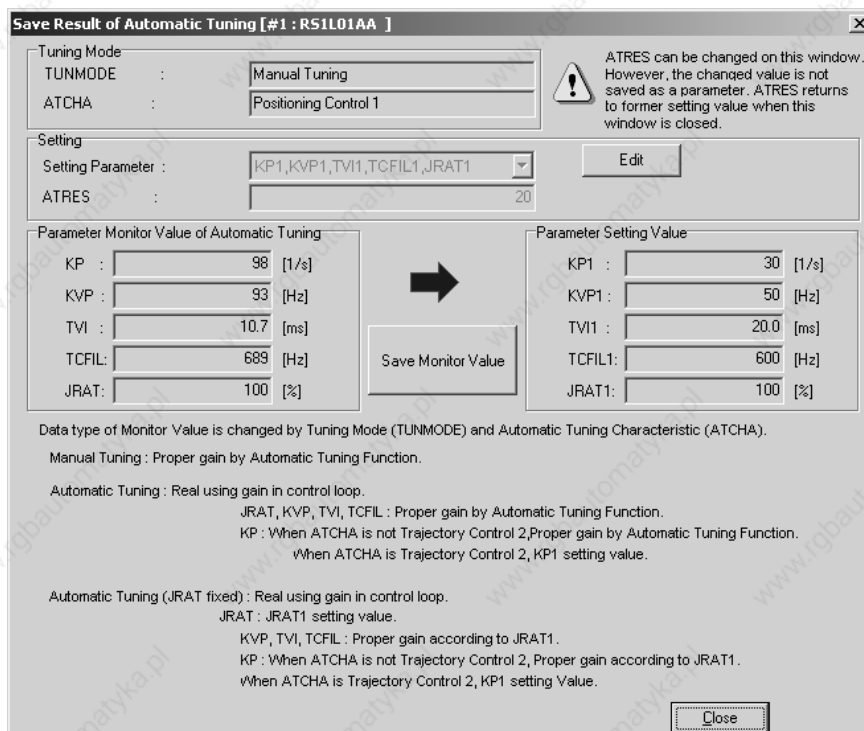 Save Result of Automatic Tuning [#1 : RS1L01AA ]
Tuning Mode
TUNMODE : Manual Tuning
ATCHA : Positioning Control 1
ATRES can be changed on this window.
However, the changed value is not
saved as a parameter. ATRES returns
to former setting value when this
window is closed.
Setting
Setting Parameter : KP1,KVP1,TVI1,TCFIL1,JRAT1
Edit
ATRES : 20
Parameter Monitor Value of Automatic Tuning
KP : 98 [1/s]
KVP : 93 [Hz]
TVI : 10.7 [ms]
TCFIL: 689 [Hz]
JRAT: 100 [%]
Save Monitor Value
Parameter Setting Value
KP1 : 30 [1/s]
KVP1 : 50 [Hz]
TVI1 : 20.0 [ms]
TCFIL1: 600 [Hz]
JRAT1: 100 [%]
Data type of Monitor Value is changed by Tuning Mode (TUNMODE) and Automatic Tuning Characteristic (ATCHA).
Manual Tuning : Proper gain by Automatic Tuning Function.
Automatic Tuning : Real using gain in control loop.
JRAT, KVP, TVI, TCFIL : Proper gain by Automatic Tuning Function.
KP : When ATCHA is not Trajectory Control 2,Proper gain by Automatic Tuning Function.
When ATCHA is Trajectory Control 2, KP1 setting value.
Automatic Tuning (JRAT fixed) : Real using gain in control loop.
JRAT : JRAT1 setting value.
KVP, TVI, TCFIL : Proper gain according to JRAT1.
KP : When ATCHA is not Trajectory Control 2, Proper gain according to JRAT1.
When ATCHA is Trajectory Control 2, KP1 setting Value.
Close
www.rgbautomatyka.pl